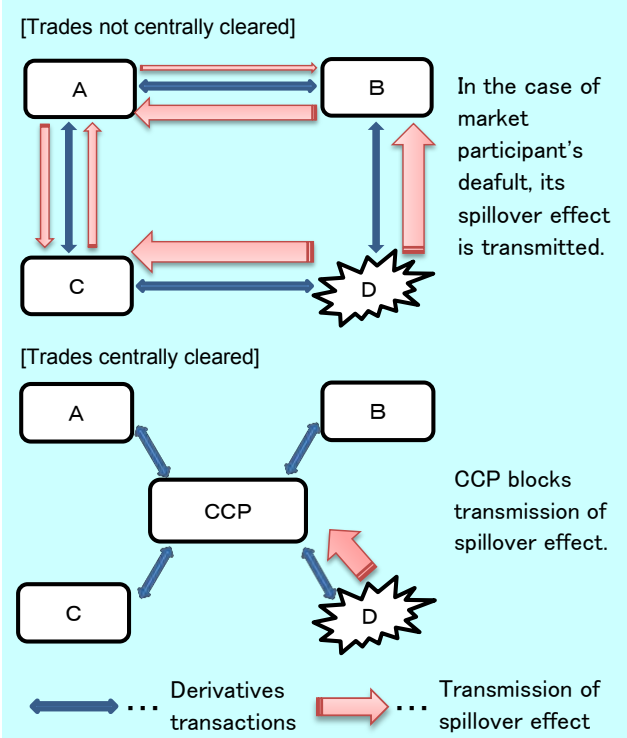 [Trades not centrally cleared]
A
B
In the case of
market
participant's
deafult, its
spillover effect
is transmitted.
C
D
[Trades centrally cleared]
A
B
CCP
CCP blocks
transmission of
spillover effect.
C
D
... Derivatives
transactions
... Transmission of
spillover effect